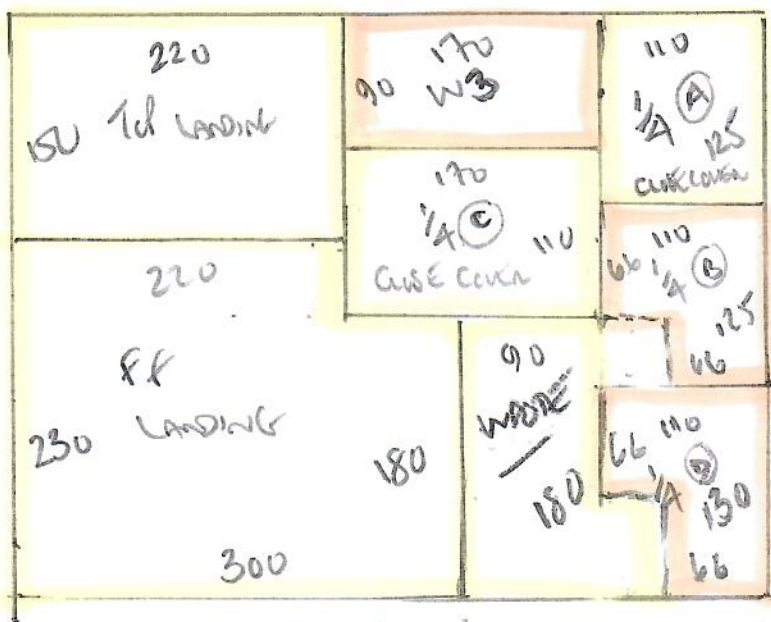 220
150 Top LANDING
170
90 W3
110
1/4 A
125
CLOSE COVER
170
1/4 C 110
CLOSE COVER
110
66 1/4 B
125
66
220
FF
LANDING
230
180
300
90
WASTE
180
110
66 1/4 D
130
66